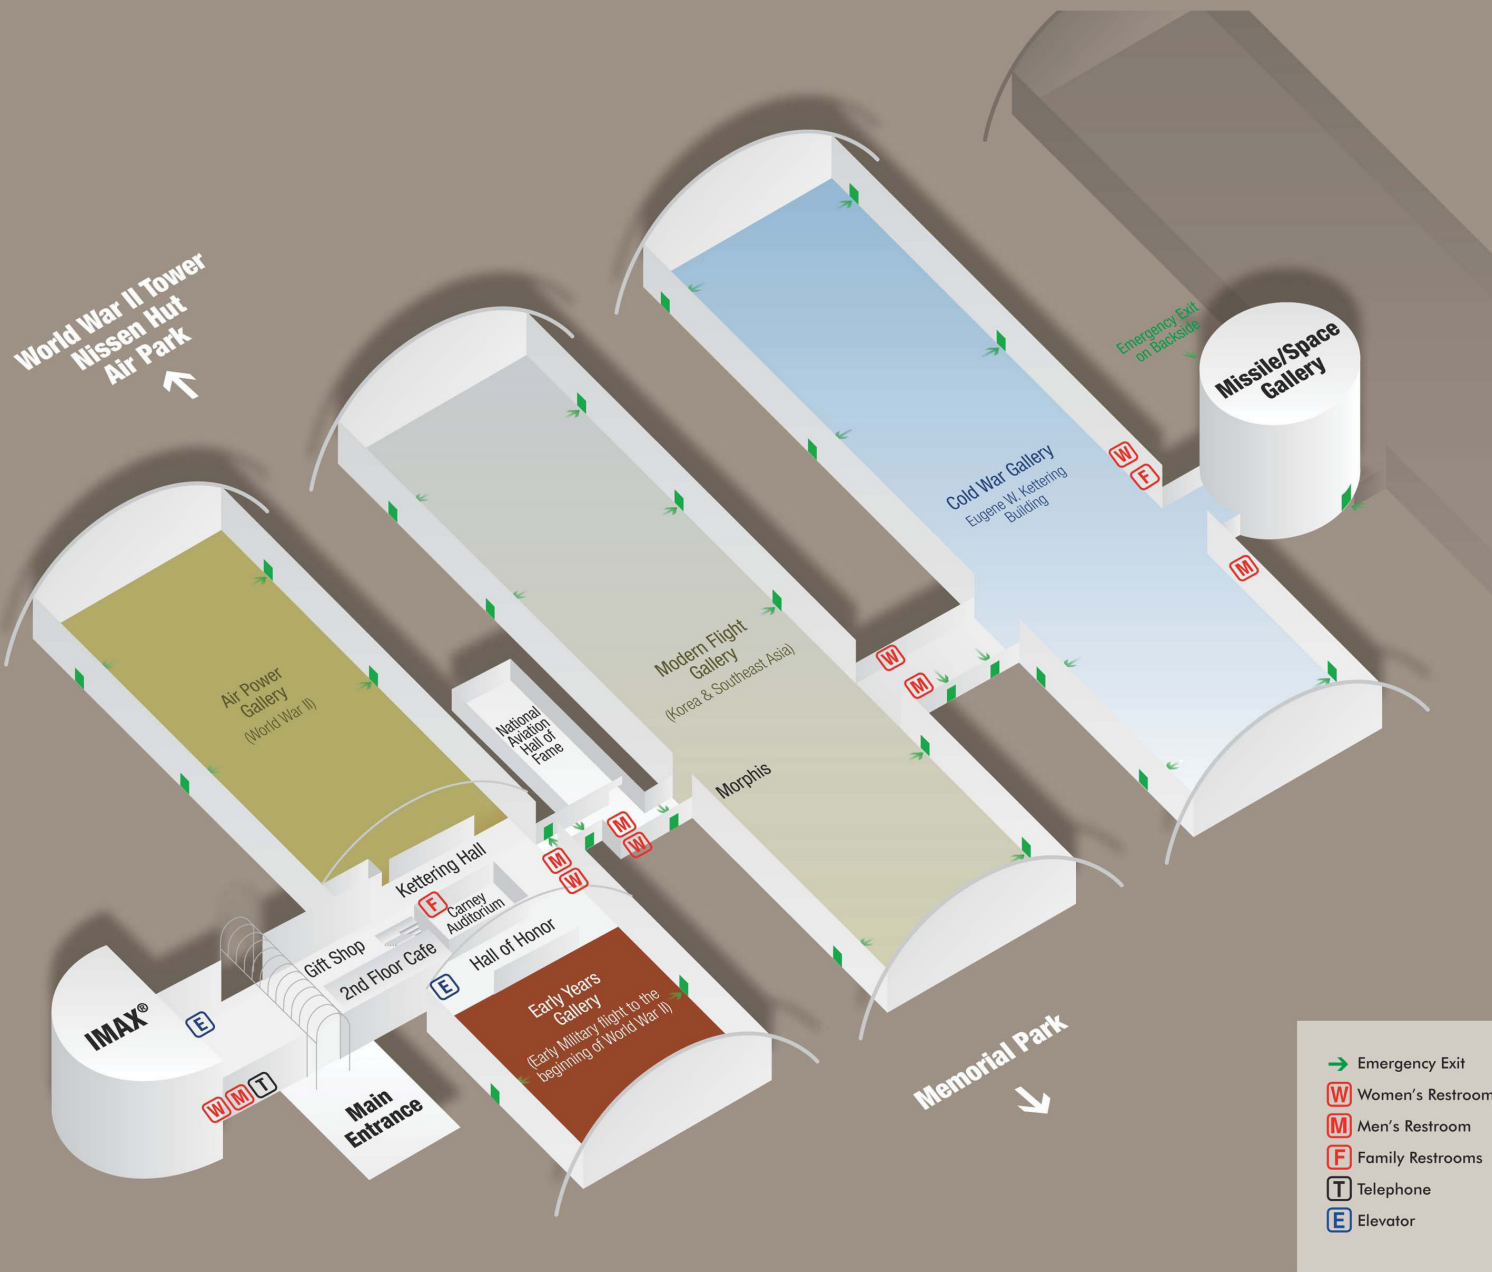 World War II Tower
Nissen Hut
Air Park
Emergency Exit
on Backside
Missile/Space
Gallery
W
F
Cold War Gallery
Eugene W. Kettering
Building
M
W
M
Modern Flight
Gallery
(Korea & Southeast Asia)
Morphis
Air Power
Gallery
(World War II)
National
Aviation
Hall of
Fame
M
W
M
W
Kettering Hall
F
Carney
Auditorium
Gift Shop
2nd Floor Cafe
Hall of Honor
E
Early Years
Gallery
(Early Military flight to the
beginning of World War II)
IMAX®
E
W M T
Main
Entrance
Memorial Park
Emergency Exit
W Women's Restroom
M Men's Restroom
F Family Restrooms
T Telephone
E Elevator